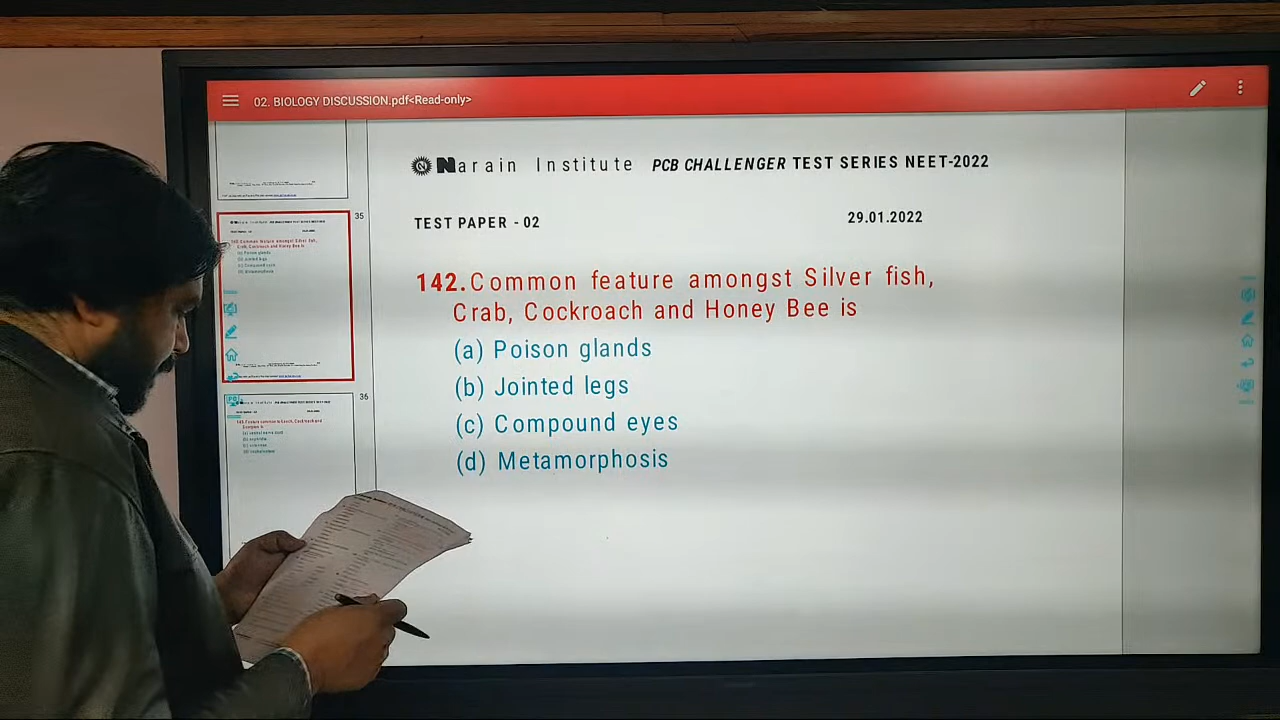 02. BIOLOGY DISCUSSION.pdf<Read-only>
Narain Institute PCB CHALLENGER TEST SERIES NEET-2022
TEST PAPER - 02 29.01.2022
142. Common feature amongst Silver fish,
Crab, Cockroach and Honey Bee is
(a) Poison glands
(b) Jointed legs
(c) Compound eyes
(d) Metamorphosis
35
36